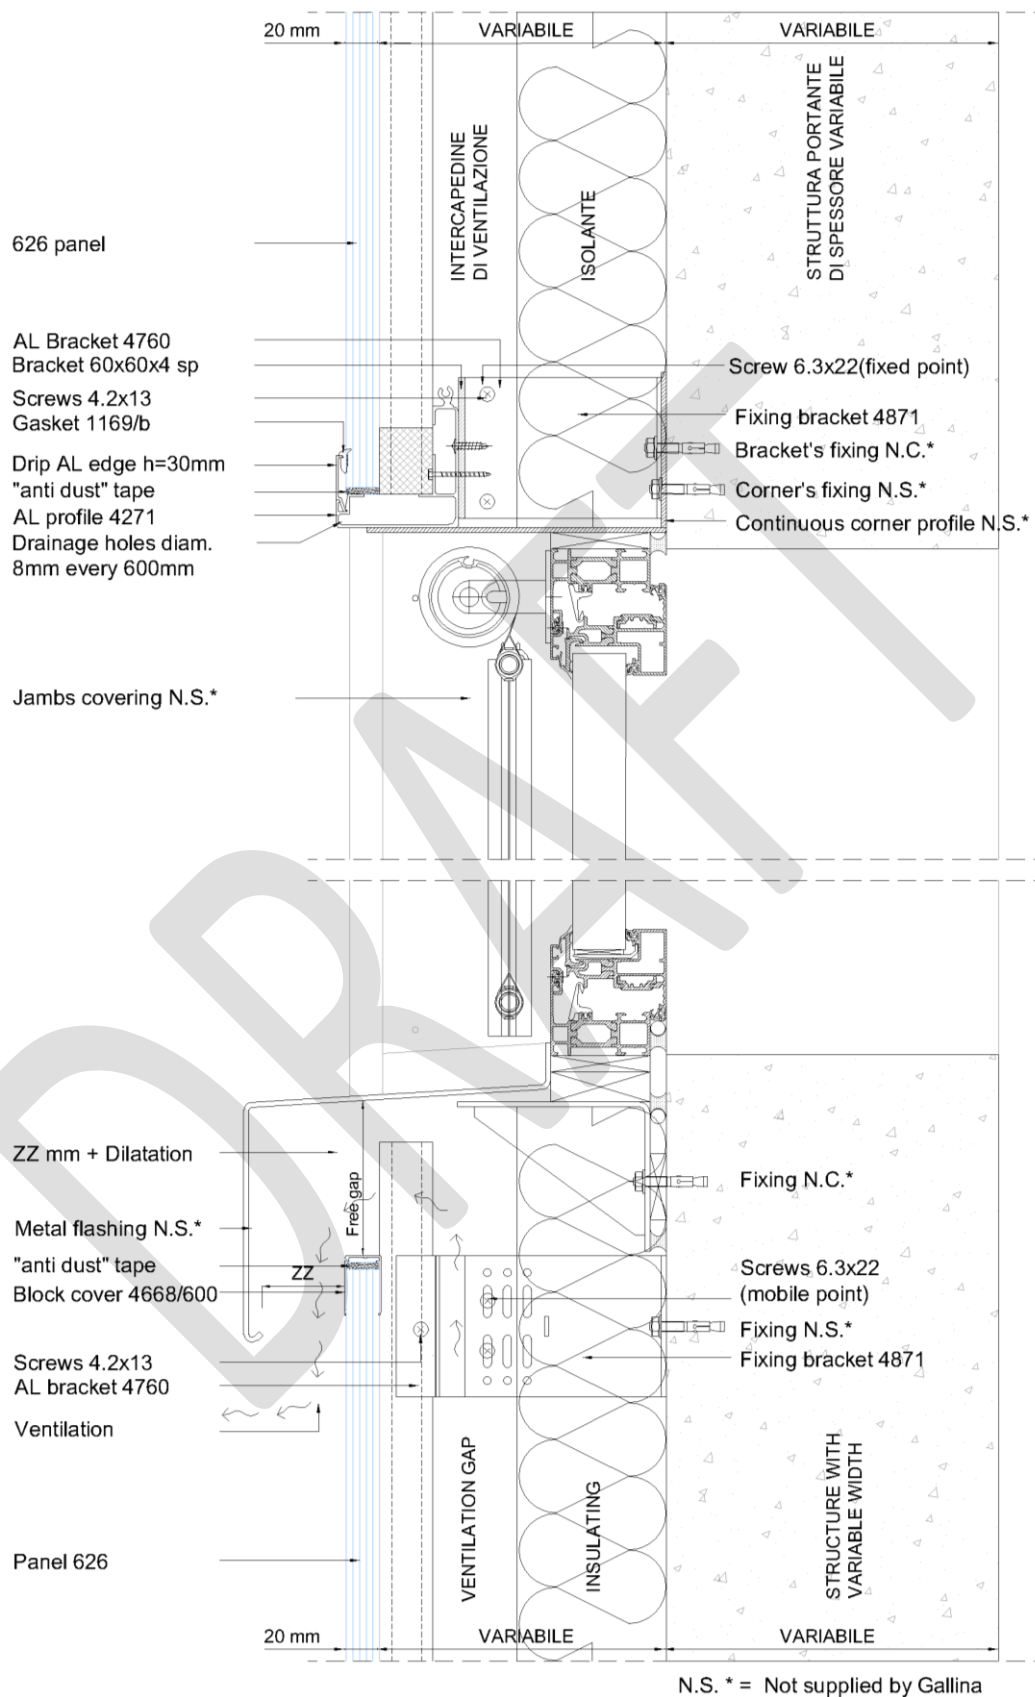 20 mm
VARIABILE
VARIABILE
INTERCAPEDINE
DI VENTILAZIONE
ISOLANTE
STRUTTURA PORTANTE
DI SPESSORE VARIABILE
626 panel
AL Bracket 4760
Bracket 60x60x4 sp
Screws 4.2x13
Gasket 1169/b
Drip AL edge h=30mm
"anti dust" tape
AL profile 4271
Drainage holes diam.
8mm every 600mm
Screw 6.3x22(fixed point)
Fixing bracket 4871
Bracket's fixing N.C.*
Corner's fixing N.S.*
Continuous corner profile N.S.*
Jambs covering N.S.*
DRAFT
ZZ mm + Dilatation
Metal flashing N.S.*
"anti dust" tape
Block cover 4668/600
Screws 4.2x13
AL bracket 4760
Ventilation
Panel 626
Free gap
ZZ
Fixing N.C.*
Screws 6.3x22
(mobile point)
Fixing N.S.*
Fixing bracket 4871
VENTILATION GAP
INSULATING
STRUCTURE WITH
VARIABLE WIDTH
20 mm
VARIABILE
VARIABILE
N.S. * = Not supplied by Gallina